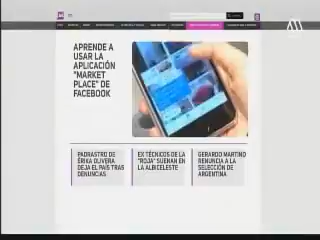 APRENDE A
USAR LA
APLICACIÓN
"MARKET
PLACE" DE
FACEBOOK
PADRASTRO DE
ÉRIKA OLIVERA
DEJA EL PAÍS TRAS
DENUNCIAS
EX TÉCNICOS DE LA
"ROJA" SUENAN EN
LA ALBICELESTE
GERARDO MARTINO
RENUNCIA A LA
SELECCIÓN DE
ARGENTINA